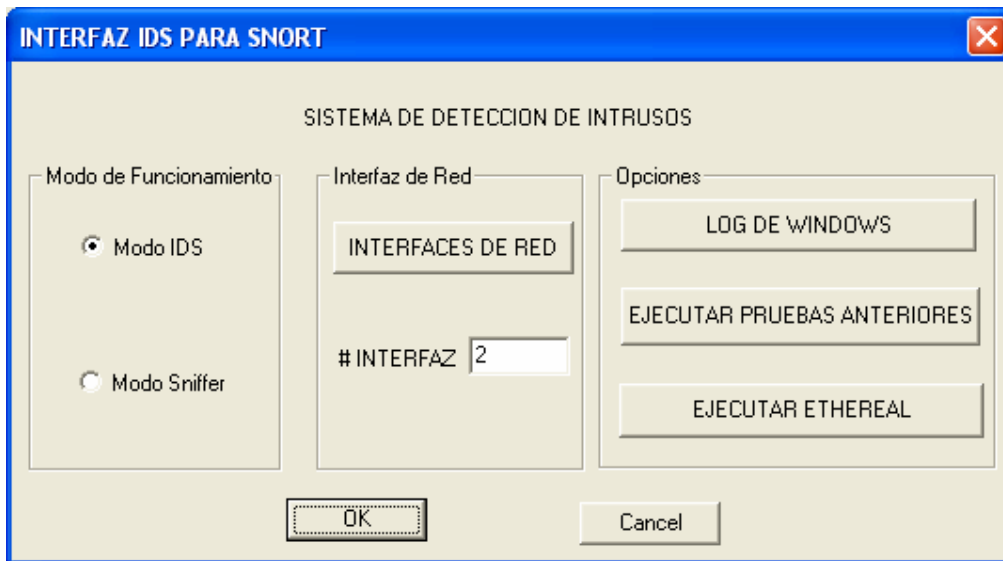 INTERFAZ IDS PARA SNORT
SISTEMA DE DETECCION DE INTRUSOS
Modo de Funcionamiento
Modo IDS
Modo Sniffer
Interfaz de Red
INTERFACES DE RED
# INTERFAZ 2
Opciones
LOG DE WINDOWS
EJECUTAR PRUEBAS ANTERIORES
EJECUTAR ETHEREAL
OK
Cancel